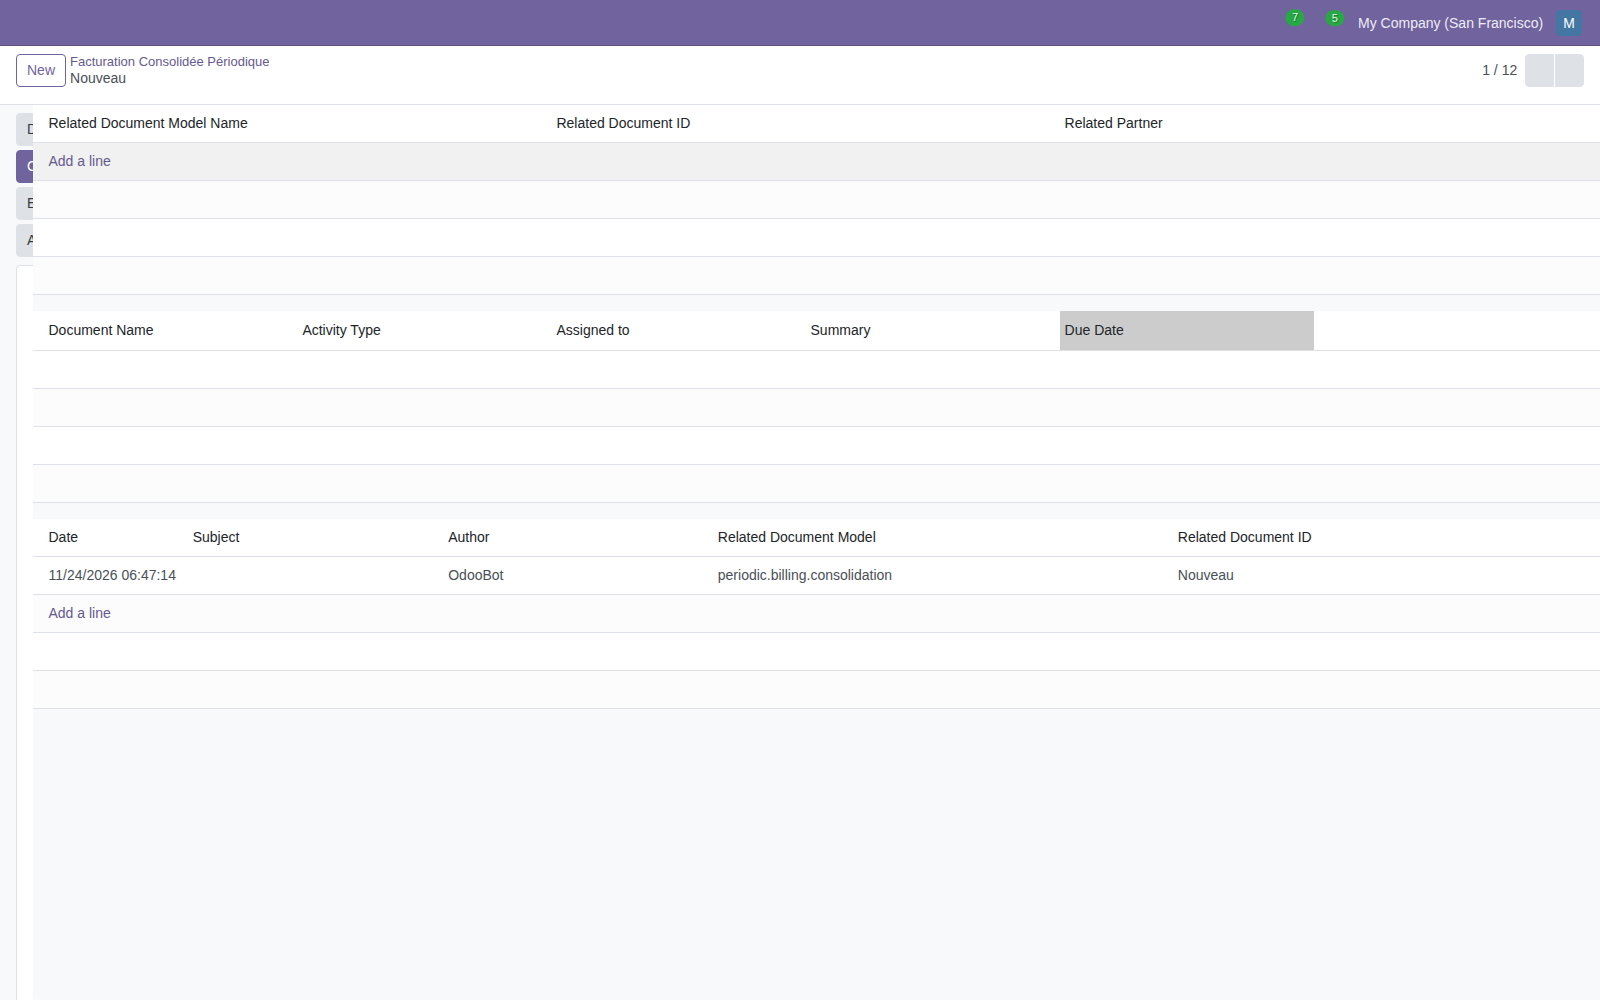 7 5 My Company (San Francisco) M
New
Facturation Consolidée Périodique
Nouveau
1 / 12
Related Document Model Name Related Document ID Related Partner
Add a line
Document Name Activity Type Assigned to Summary Due Date
Date Subject Author Related Document Model Related Document ID
11/24/2026 06:47:14 OdooBot periodic.billing.consolidation Nouveau
Add a line